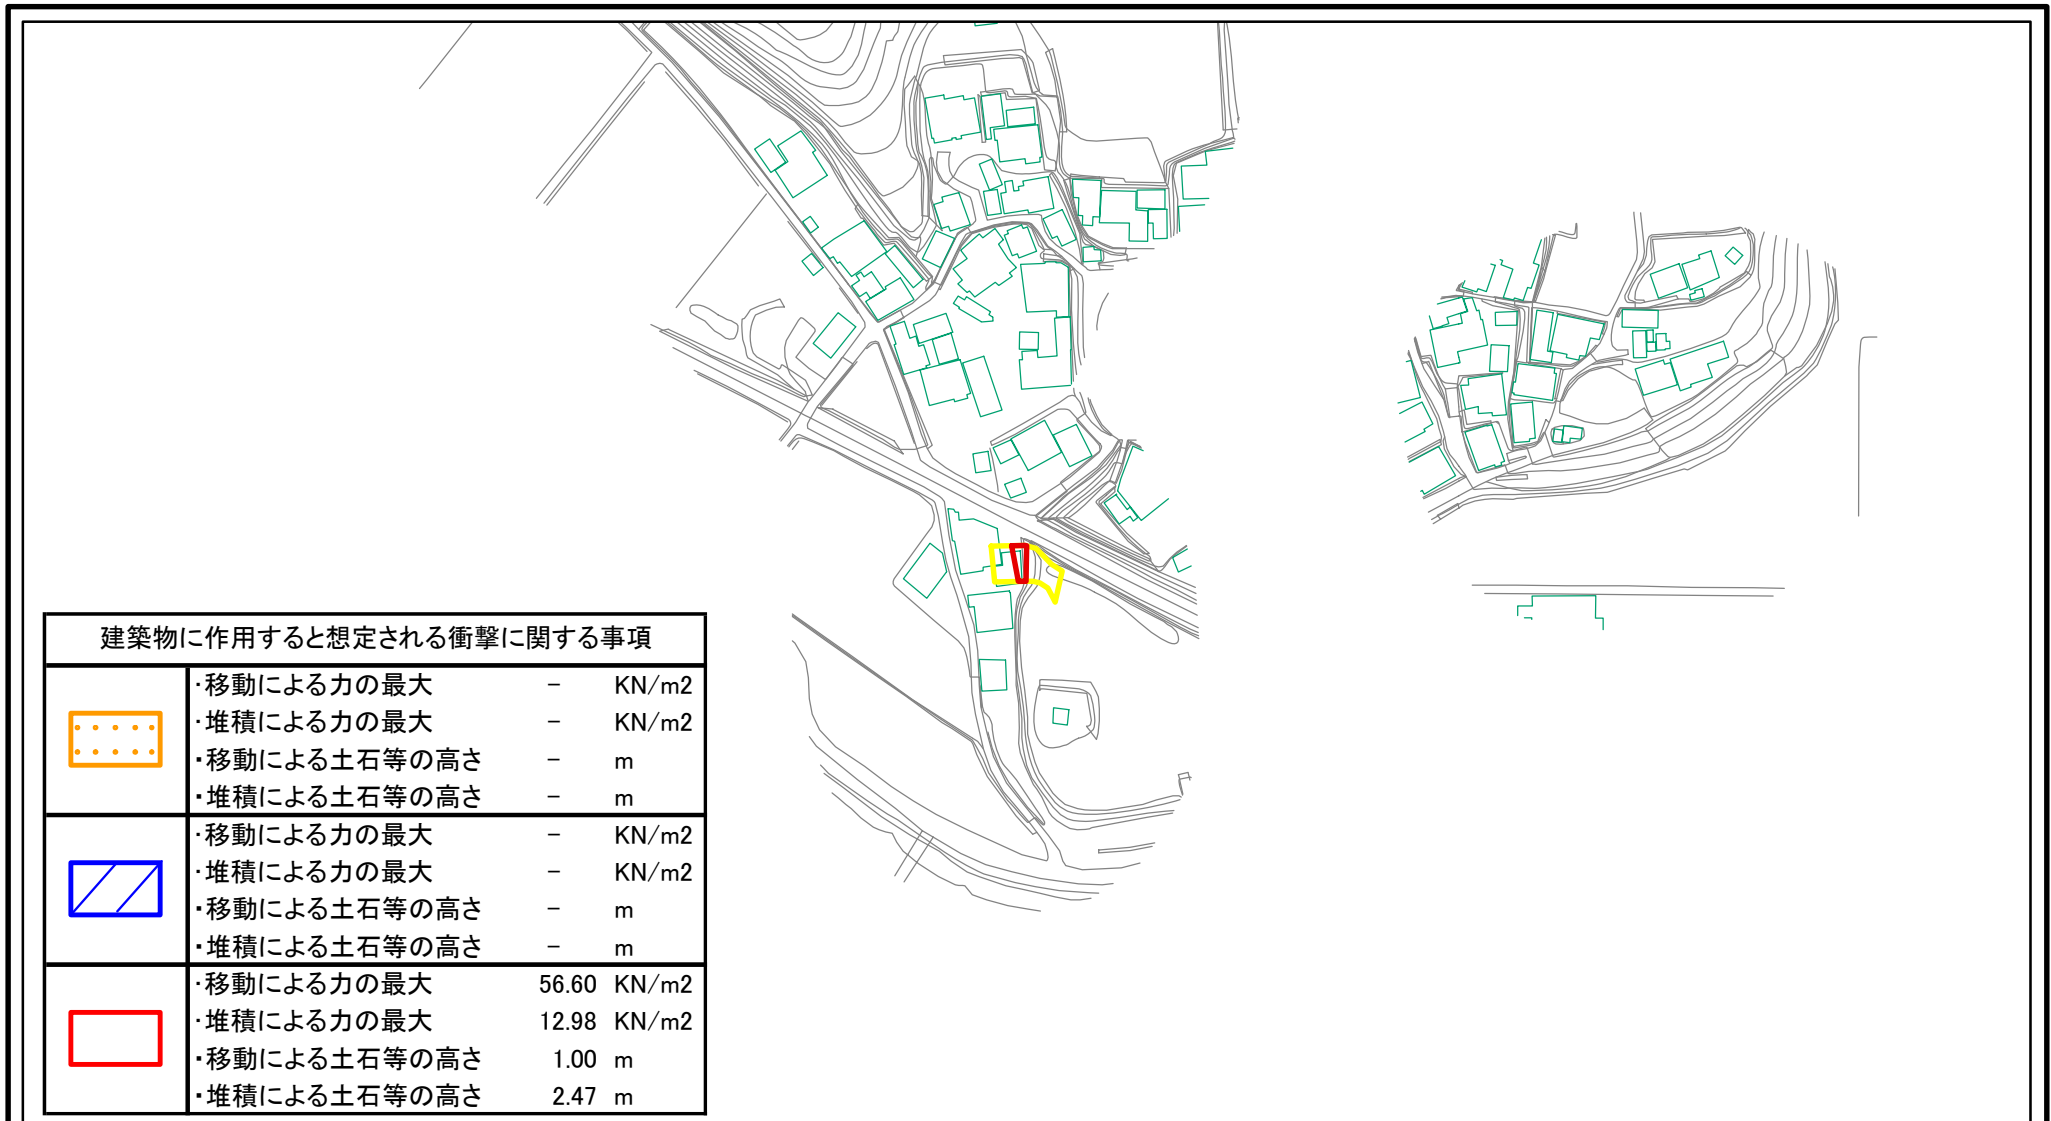 建築物に作用すると想定される衝撃に関する事項
・移動による力の最大 － KN/m2
・堆積による力の最大 － KN/m2
・移動による土石等の高さ － m
・堆積による土石等の高さ － m
・移動による力の最大 － KN/m2
・堆積による力の最大 － KN/m2
・移動による土石等の高さ － m
・堆積による土石等の高さ － m
・移動による力の最大 56.60 KN/m2
・堆積による力の最大 12.98 KN/m2
・移動による土石等の高さ 1.00 m
・堆積による土石等の高さ 2.47 m